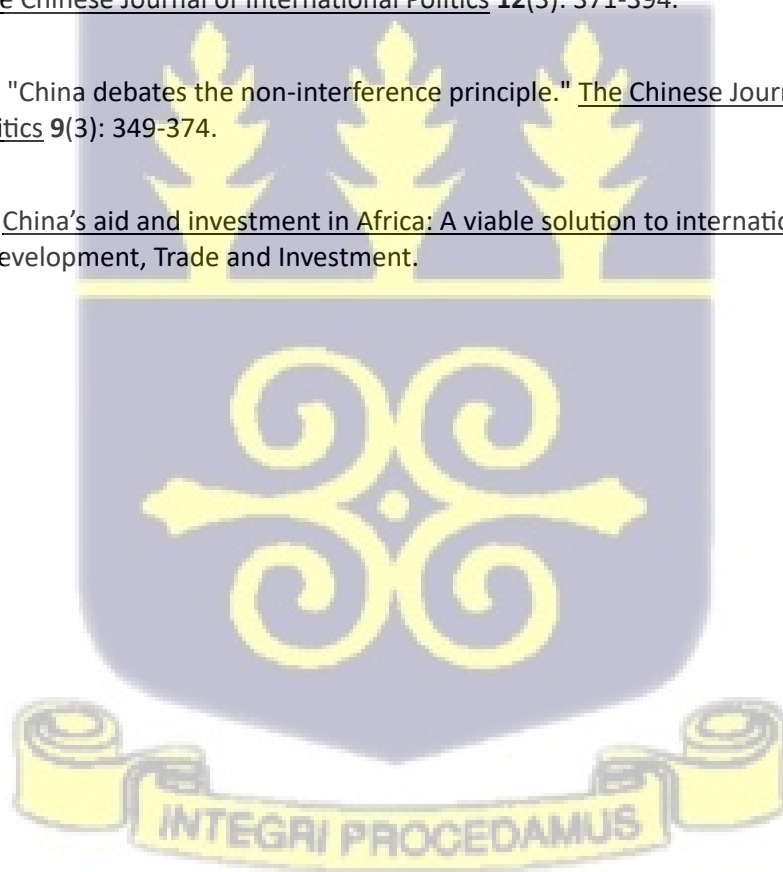 e Chinese Journal of International Politics 12(3): 371-394.
"China debates the non-interference principle." The Chinese Journ
itics 9(3): 349-374.
China’s aid and investment in Africa: A viable solution to internatio
evelopment, Trade and Investment.
INTEGRI PROCEDAMUS